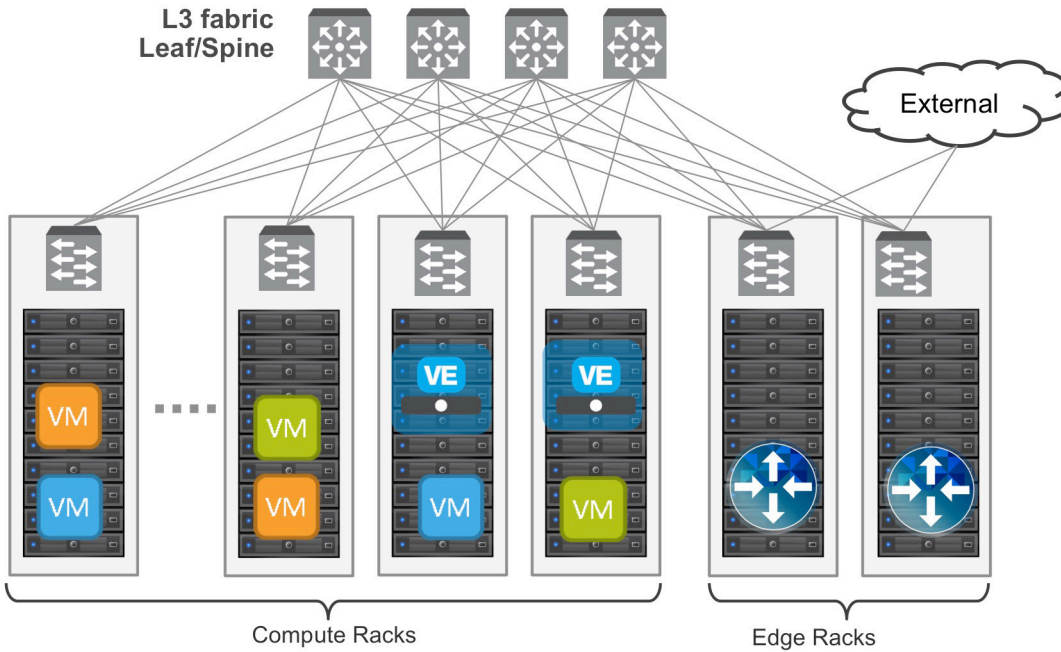 L3 fabric
Leaf/Spine
External
VE
VE
VM
VM
VM
VM
VM
VM
Compute Racks
Edge Racks